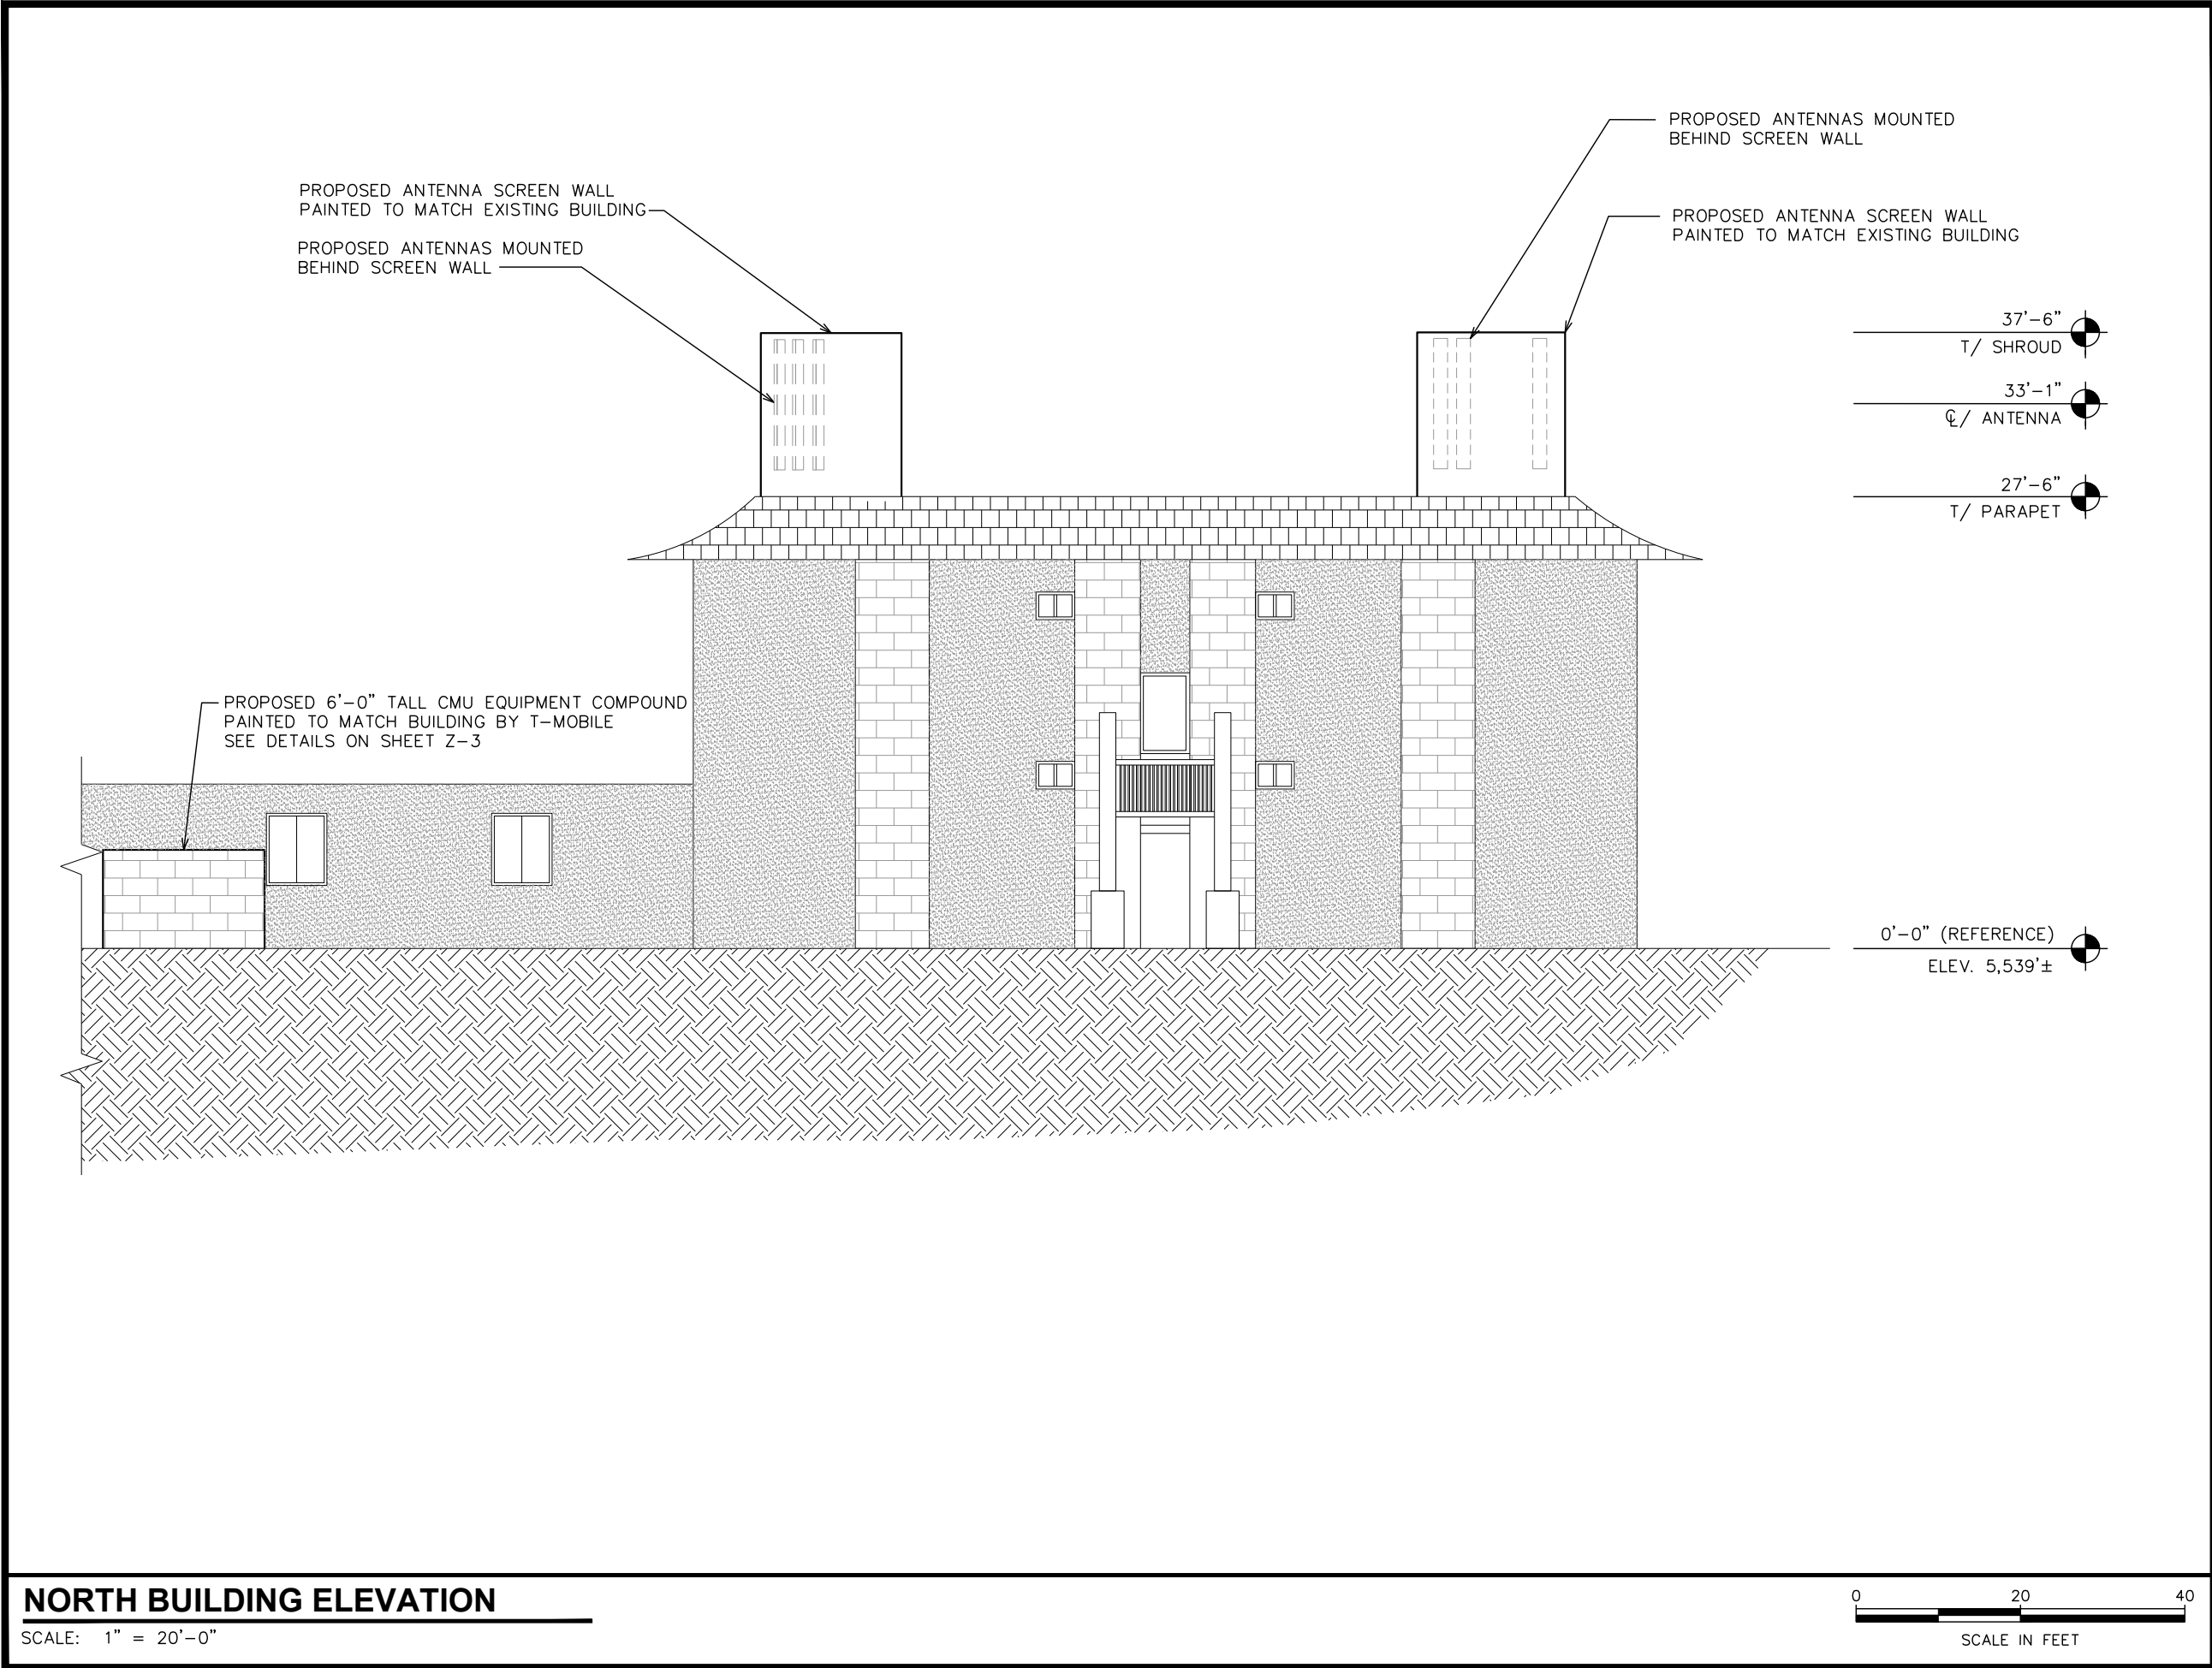 PROPOSED ANTENNAS MOUNTED
BEHIND SCREEN WALL
PROPOSED ANTENNA SCREEN WALL
PAINTED TO MATCH EXISTING BUILDING
PROPOSED ANTENNA SCREEN WALL
PAINTED TO MATCH EXISTING BUILDING
PROPOSED ANTENNAS MOUNTED
BEHIND SCREEN WALL
37'-6"
T/ SHROUD
33'-1"
℄/ ANTENNA
27'-6"
T/ PARAPET
PROPOSED 6'-0" TALL CMU EQUIPMENT COMPOUND
PAINTED TO MATCH BUILDING BY T-MOBILE
SEE DETAILS ON SHEET Z-3
0'-0" (REFERENCE)
ELEV. 5,539'±
NORTH BUILDING ELEVATION
SCALE: 1" = 20'-0"
0 20 40
SCALE IN FEET